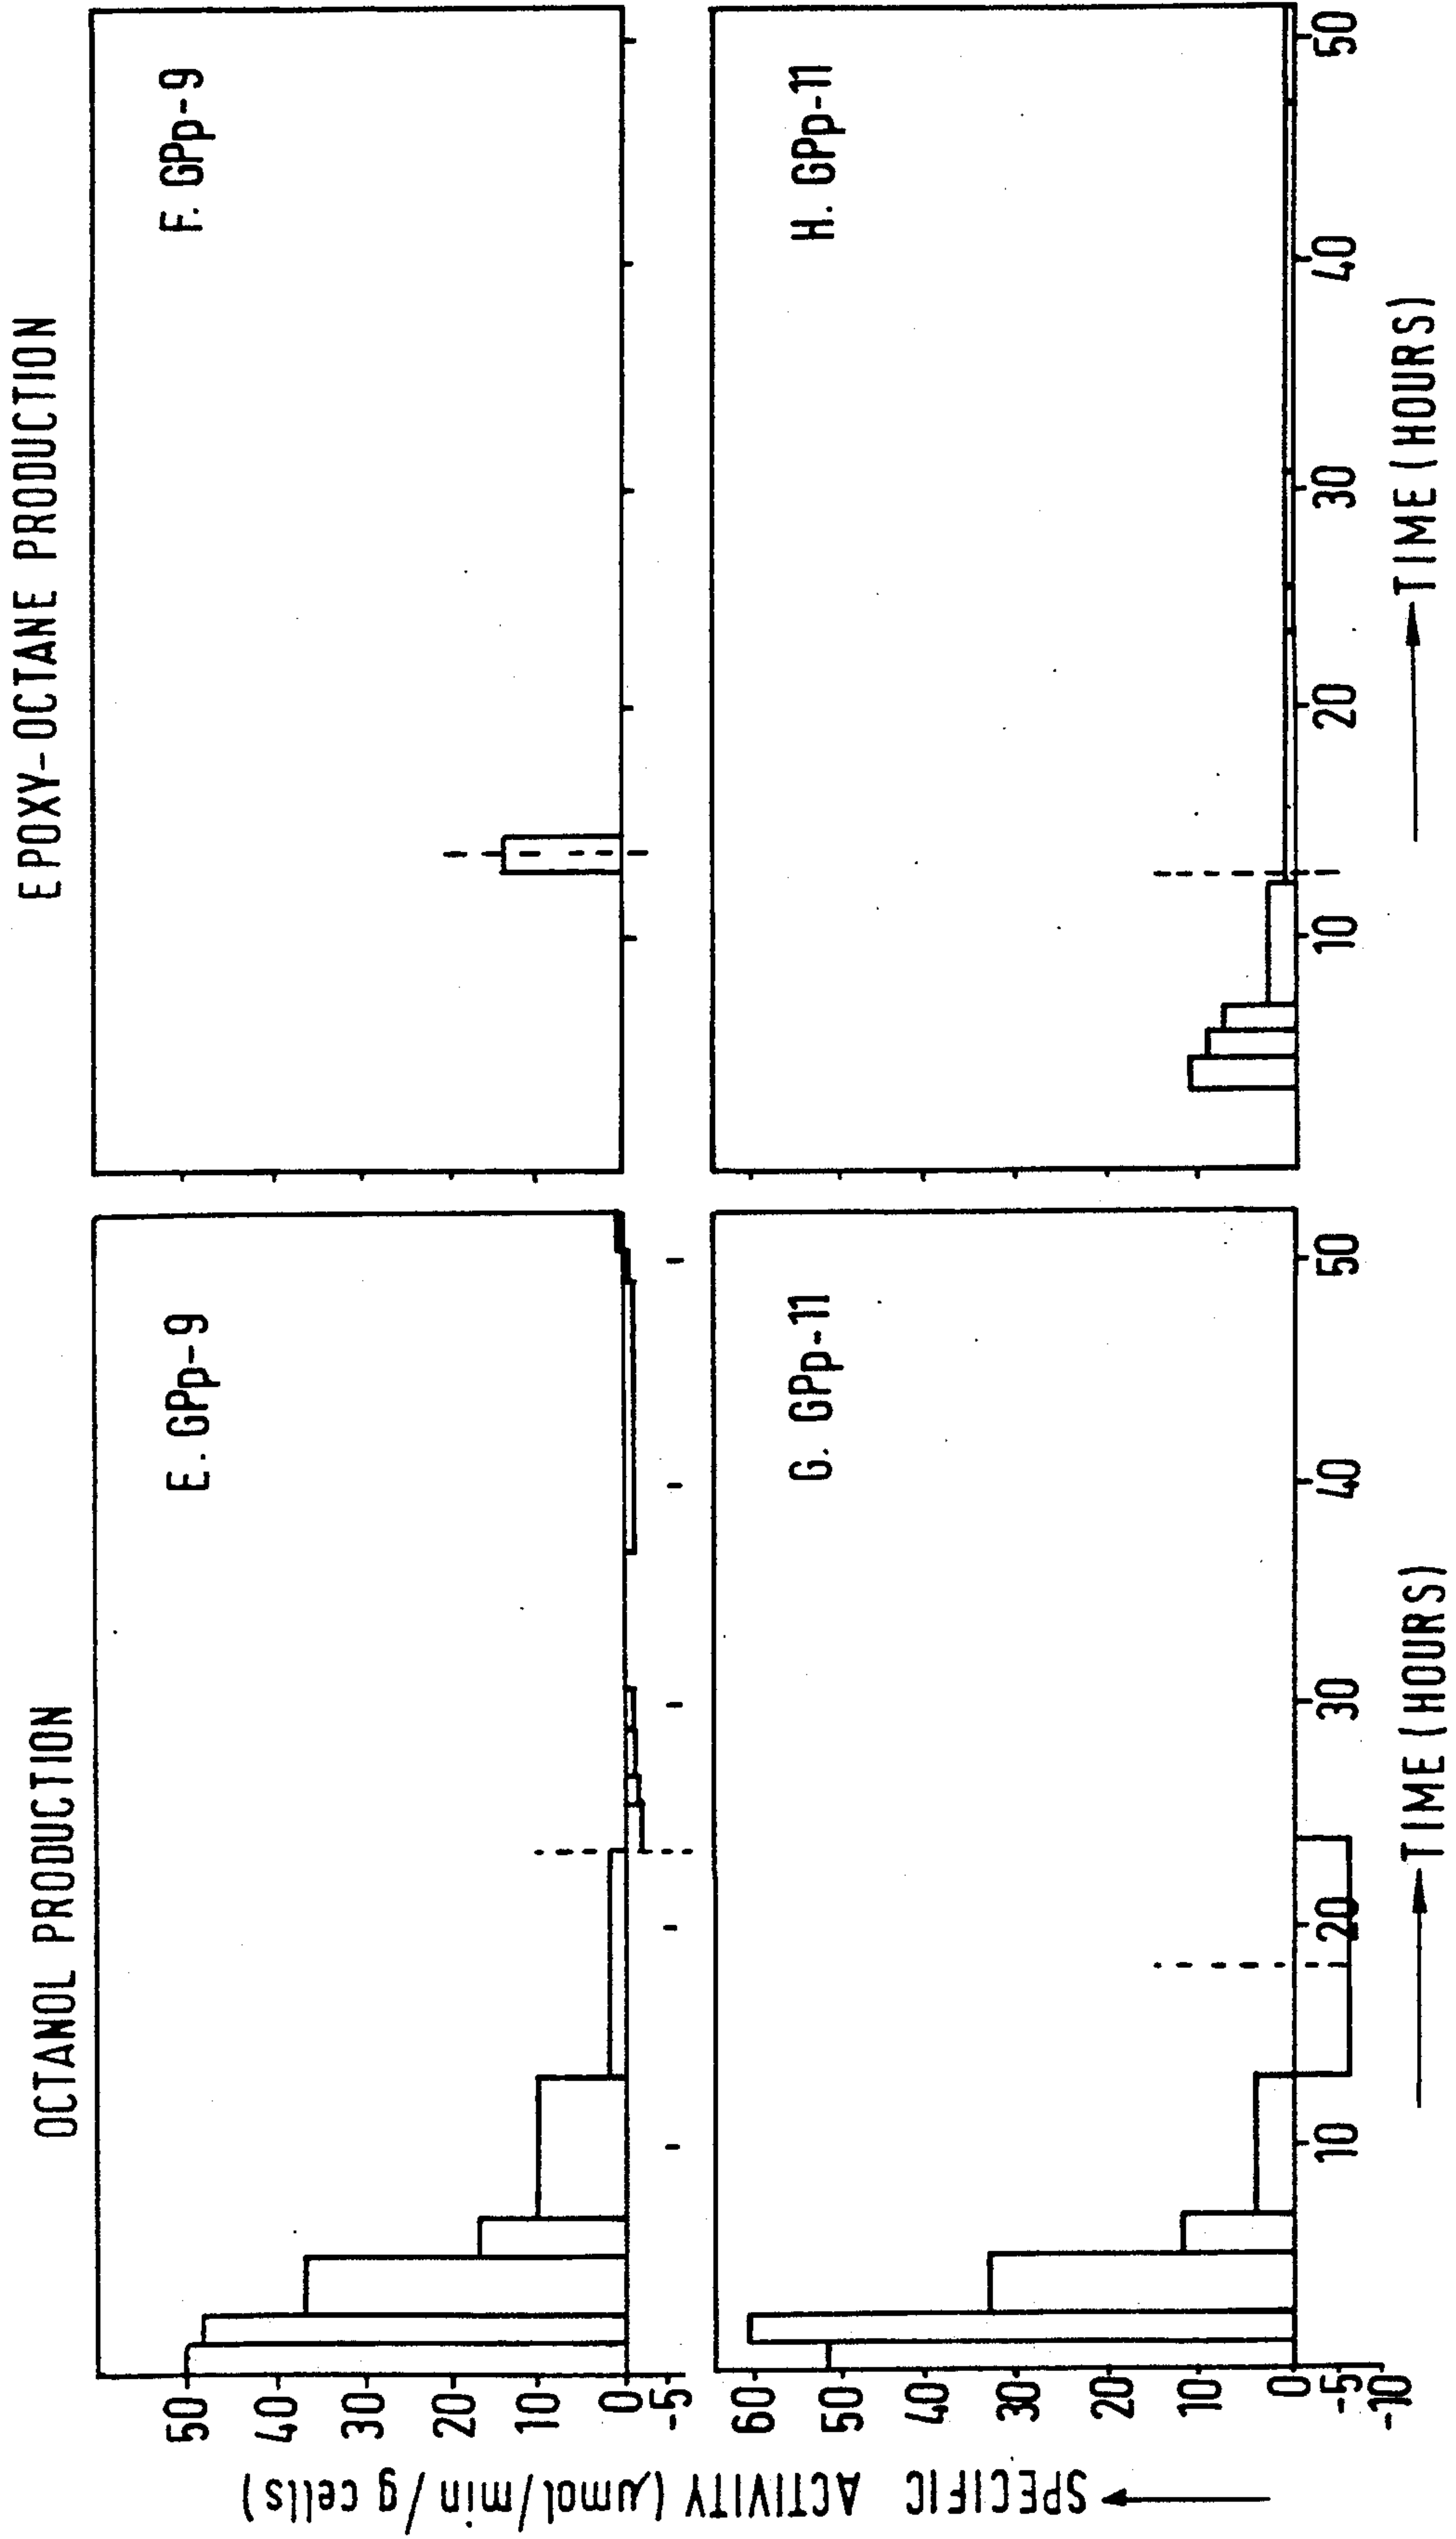 OCTANOL PRODUCTION
EPOXY-OCTANE PRODUCTION
SPECIFIC ACTIVITY (μmol/min/g cells)
50
40
30
20
10
0
-5
E. GPp-9
F. GPp-9
60
50
40
30
20
10
0
-5
-10
G. GPp-11
H. GPp-11
10
20
30
40
50
10
20
30
40
50
TIME (HOURS)
TIME (HOURS)